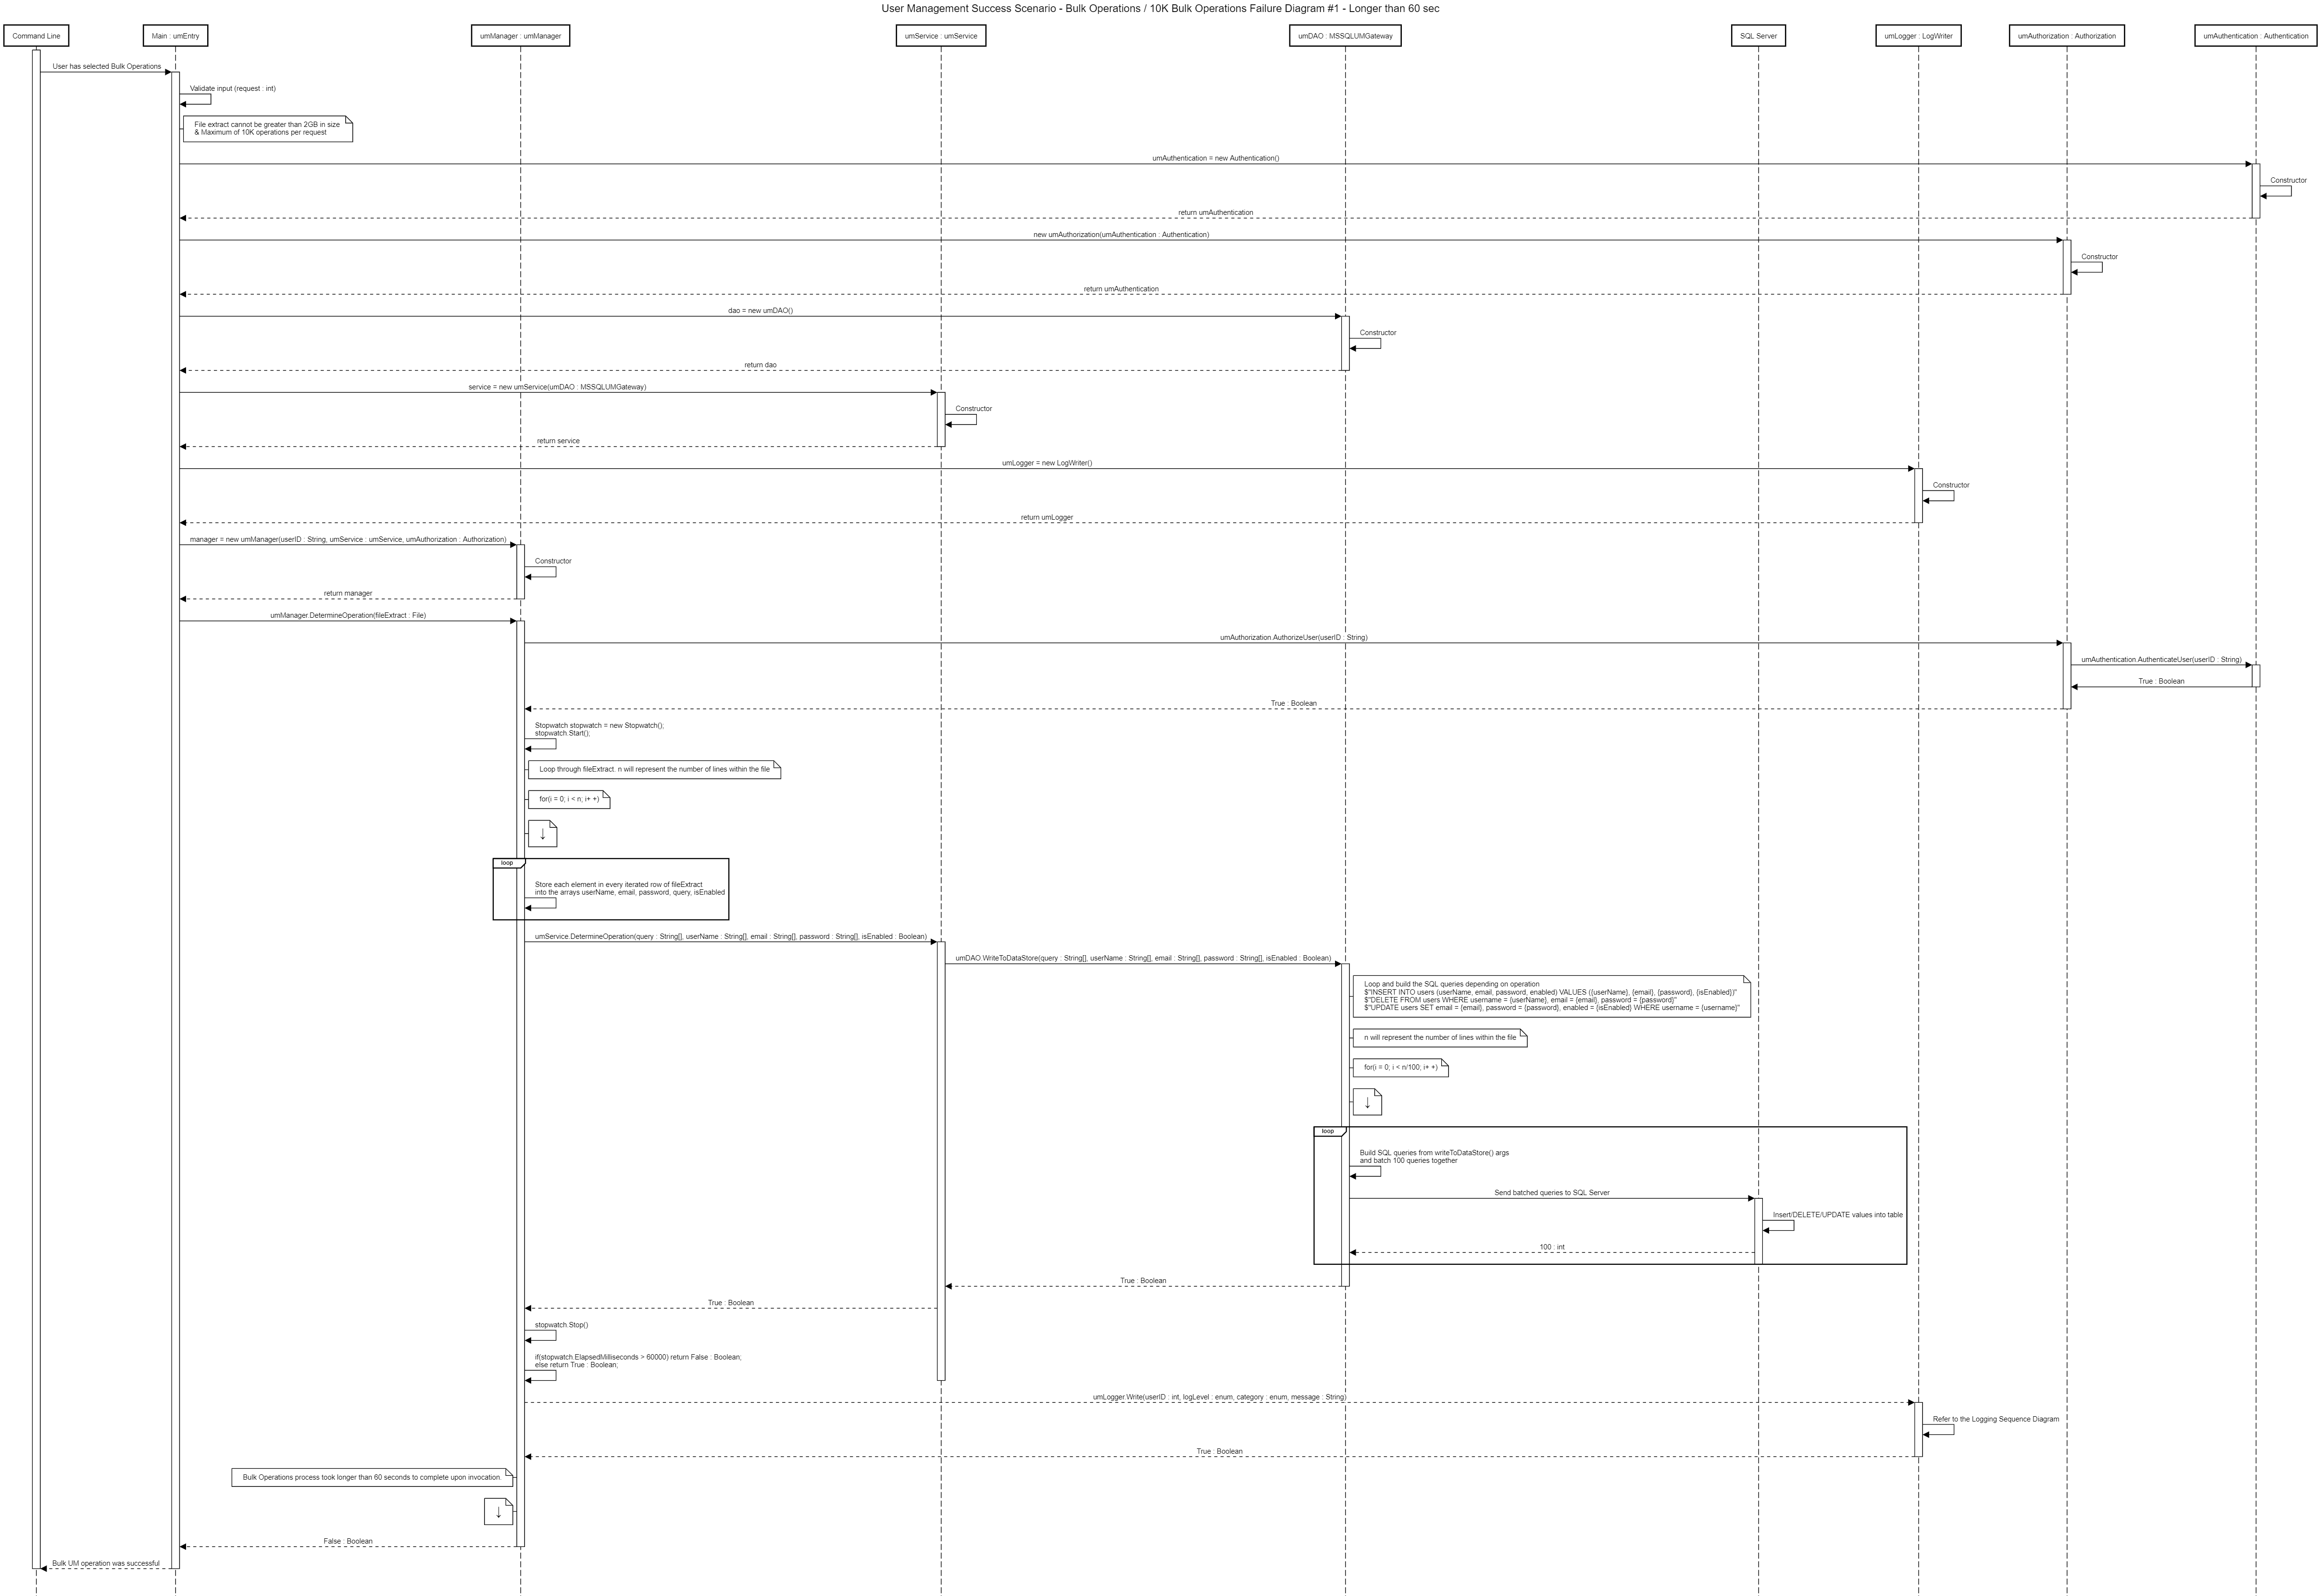 User Management Success Scenario - Bulk Operations / 10K Bulk Operations Failure Diagram #1 - Longer than 60 sec
Command Line
Main : umEntry
umManager : umManager
umService : umService
umDAO : MSSQLUMGateway
SQL Server
umLogger : LogWriter
umAuthorization : Authorization
umAuthentication : Authentication
User has selected Bulk Operations
Validate input (request : int)
File extract cannot be greater than 2GB in size
& Maximum of 10K operations per request
umAuthentication = new Authentication()
Constructor
return umAuthentication
new umAuthorization(umAuthentication : Authentication)
Constructor
return umAuthentication
dao = new umDAO()
Constructor
return dao
service = new umService(umDAO : MSSQLUMGateway)
Constructor
return service
umLogger = new LogWriter()
Constructor
return umLogger
manager = new umManager(userID : String, umService : umService, umAuthorization : Authorization)
Constructor
return manager
umManager.DetermineOperation(fileExtract : File)
umAuthorization.AuthorizeUser(userID : String)
umAuthentication.AuthenticateUser(userID : String)
True : Boolean
True : Boolean
Stopwatch stopwatch = new Stopwatch();
stopwatch.Start();
Loop through fileExtract. n will represent the number of lines within the file
for(i = 0; i < n; i+ +)
↓
loop
Store each element in every iterated row of fileExtract
into the arrays userName, email, password, query, isEnabled
umService.DetermineOperation(query : String[], userName : String[], email : String[], password : String[], isEnabled : Boolean)
umDAO.WriteToDataStore(query : String[], userName : String[], email : String[], password : String[], isEnabled : Boolean)
Loop and build the SQL queries depending on operation
$"INSERT INTO users (userName, email, password, enabled) VALUES ({userName}, {email}, {password}, {isEnabled})"
$"DELETE FROM users WHERE username = {userName}, email = {email}, password = {password}"
$"UPDATE users SET email = {email}, password = {password}, enabled = {isEnabled} WHERE username = {username}"
n will represent the number of lines within the file
for(i = 0; i < n/100; i+ +)
↓
loop
Build SQL queries from writeToDataStore() args
and batch 100 queries together
Send batched queries to SQL Server
Insert/DELETE/UPDATE values into table
100 : int
True : Boolean
True : Boolean
stopwatch.Stop()
if(stopwatch.ElapsedMilliseconds > 60000) return False : Boolean;
else return True : Boolean;
umLogger.Write(userID : int, logLevel : enum, category : enum, message : String)
Refer to the Logging Sequence Diagram
True : Boolean
Bulk Operations process took longer than 60 seconds to complete upon invocation.
↓
False : Boolean
Bulk UM operation was successful